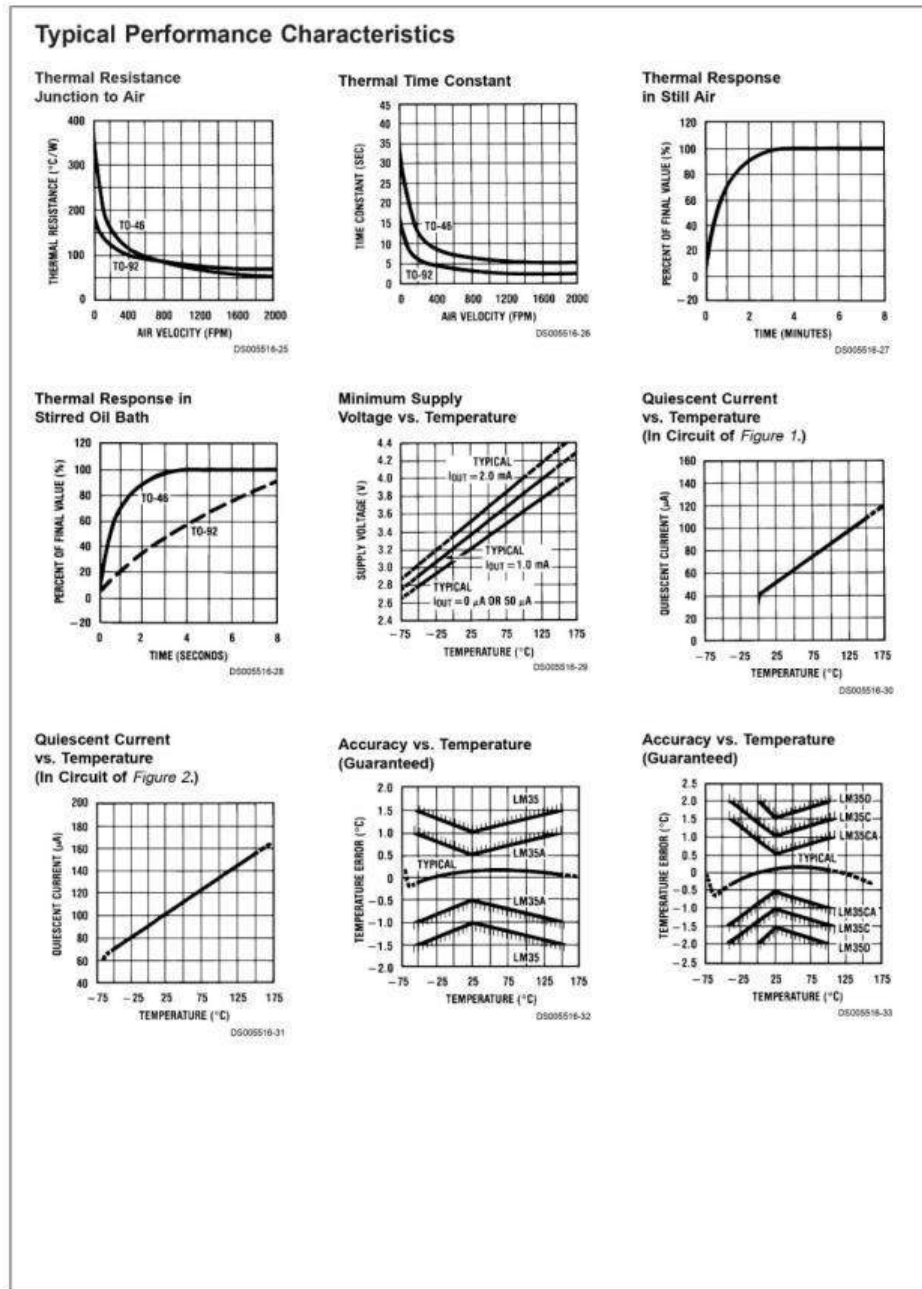 Typical Performance Characteristics
Thermal Resistance
Junction to Air
THERMAL RESISTANCE (°C/W)
400
300
200
100
0
TO-46
TO-92
0 400 800 1200 1600 2000
AIR VELOCITY (FPM)
DS005516-25
Thermal Time Constant
TIME CONSTANT (SEC)
45
40
35
30
25
20
15
10
5
0
TO-46
TO-92
0 400 800 1200 1600 2000
AIR VELOCITY (FPM)
DS005516-26
Thermal Response
in Still Air
PERCENT OF FINAL VALUE (%)
120
100
80
60
40
20
0
-20
0 2 4 6 8
TIME (MINUTES)
DS005516-27
Thermal Response in
Stirred Oil Bath
PERCENT OF FINAL VALUE (%)
120
100
80
60
40
20
0
-20
TO-46
TO-92
0 2 4 6 8
TIME (SECONDS)
DS005516-28
Minimum Supply
Voltage vs. Temperature
SUPPLY VOLTAGE (V)
4.4
4.2
4.0
3.8
3.6
3.4
3.2
3.0
2.8
2.6
2.4
TYPICAL
IOUT = 2.0 mA
TYPICAL
IOUT = 1.0 mA
TYPICAL
IOUT = 0 μA OR 50 μA
-75 -25 25 75 125 175
TEMPERATURE (°C)
DS005516-29
Quiescent Current
vs. Temperature
(In Circuit of Figure 1.)
QUIESCENT CURRENT (μA)
160
140
120
100
80
60
40
20
0
-75 -25 25 75 125 175
TEMPERATURE (°C)
DS005516-30
Quiescent Current
vs. Temperature
(In Circuit of Figure 2.)
QUIESCENT CURRENT (μA)
200
180
160
140
120
100
80
60
40
-75 -25 25 75 125 175
TEMPERATURE (°C)
DS005516-31
Accuracy vs. Temperature
(Guaranteed)
TEMPERATURE ERROR (°C)
2.0
1.5
1.0
0.5
0
-0.5
-1.0
-1.5
-2.0
LM35
LM35A
TYPICAL
LM35A
LM35
-75 -25 25 75 125 175
TEMPERATURE (°C)
DS005516-32
Accuracy vs. Temperature
(Guaranteed)
TEMPERATURE ERROR (°C)
2.5
2.0
1.5
1.0
0.5
0
-0.5
-1.0
-1.5
-2.0
-2.5
LM35D
LM35C
LM35CA
TYPICAL
LM35CA
LM35C
LM35D
-75 -25 25 75 125 175
TEMPERATURE (°C)
DS005516-33